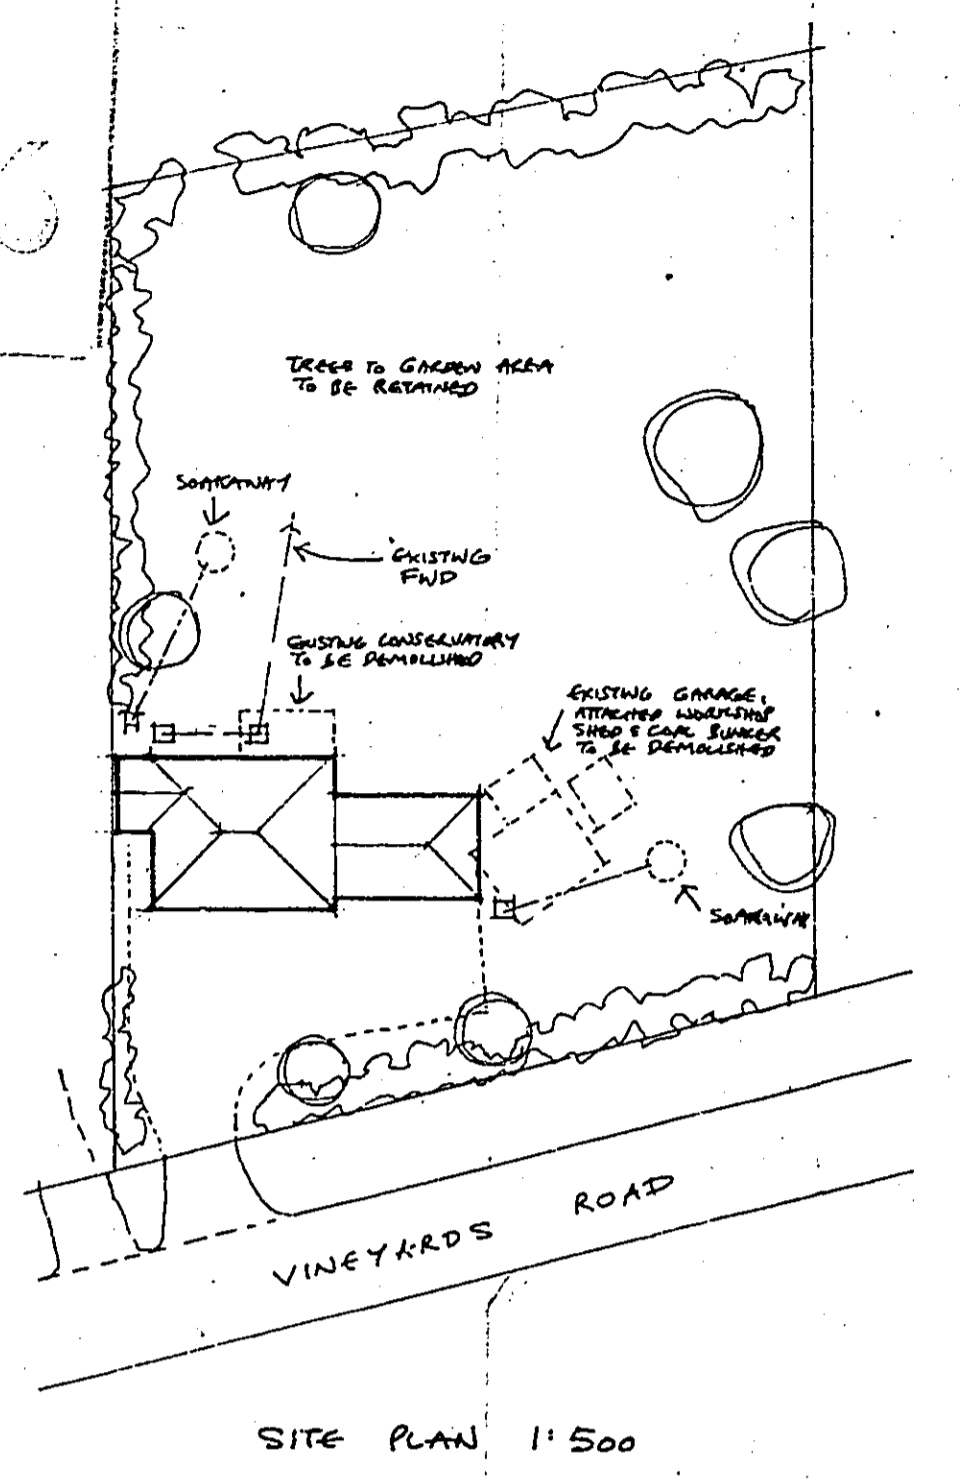 TREES TO GARDEN AREA
TO BE RETAINED
SOAKAWAY
EXISTING
FWD
EXISTING CONSERVATORY
TO BE DEMOLISHED
EXISTING GARAGE,
ATTACHED WORKSHOP
SHED & COAL BUNKER
TO BE DEMOLISHED
SOAKAWAY
VINEYARDS ROAD
SITE PLAN 1:500